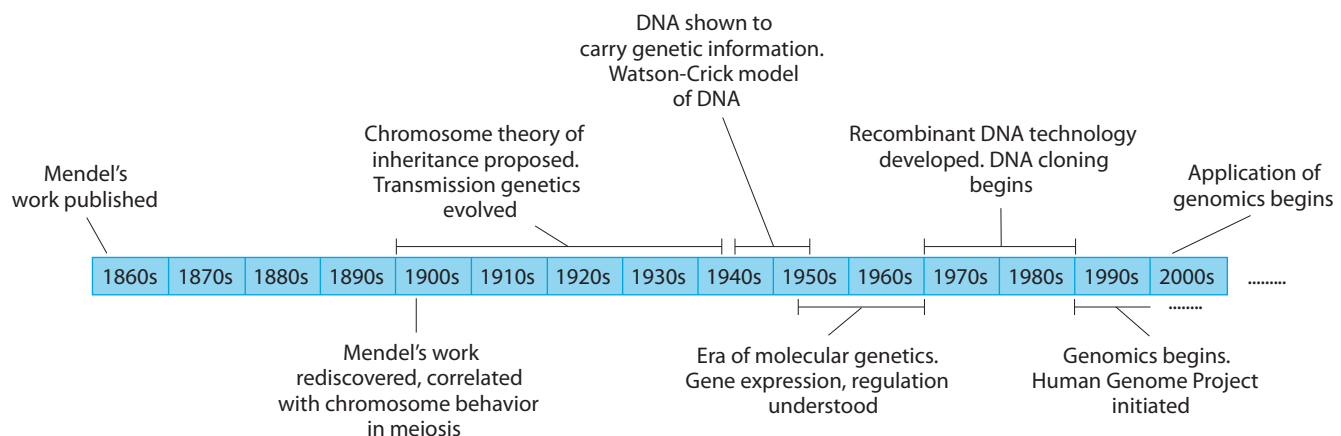 DNA shown to
carry genetic information.
Watson-Crick model
of DNA
Chromosome theory of
inheritance proposed.
Transmission genetics
evolved
Recombinant DNA technology
developed. DNA cloning
begins
Mendel’s
work published
Application of
genomics begins
1860s 1870s 1880s 1890s 1900s 1910s 1920s 1930s 1940s 1950s 1960s 1970s 1980s 1990s 2000s .........
........
Mendel’s work
rediscovered, correlated
with chromosome behavior
in meiosis
Era of molecular genetics.
Gene expression, regulation
understood
Genomics begins.
Human Genome Project
initiated